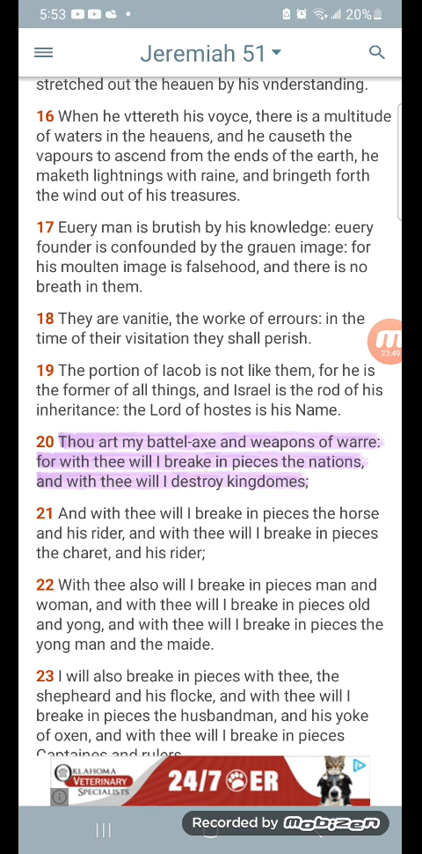 5:53
20%
Jeremiah 51
stretched out the heauen by his vnderstanding.
16 When he vttereth his voyce, there is a multitude
of waters in the heauens, and he causeth the
vapours to ascend from the ends of the earth, he
maketh lightnings with raine, and bringeth forth
the wind out of his treasures.
17 Euery man is brutish by his knowledge: euery
founder is confounded by the grauen image: for
his moulten image is falsehood, and there is no
breath in them.
18 They are vanitie, the worke of errours: in the
time of their visitation they shall perish.
23:49
19 The portion of Iacob is not like them, for he is
the former of all things, and Israel is the rod of his
inheritance: the Lord of hostes is his Name.
20 Thou art my battel-axe and weapons of warre:
for with thee will I breake in pieces the nations,
and with thee will I destroy kingdomes;
21 And with thee will I breake in pieces the horse
and his rider, and with thee will I breake in pieces
the charet, and his rider;
22 With thee also will I breake in pieces man and
woman, and with thee will I breake in pieces old
and yong, and with thee will I breake in pieces the
yong man and the maide.
23 I will also breake in pieces with thee, the
shepheard and his flocke, and with thee will I
breake in pieces the husbandman, and his yoke
of oxen, and with thee will I breake in pieces
Captaines and rulers
OKLAHOMA
VETERINARY
SPECIALISTS
24/7 ER
Recorded by mobizen